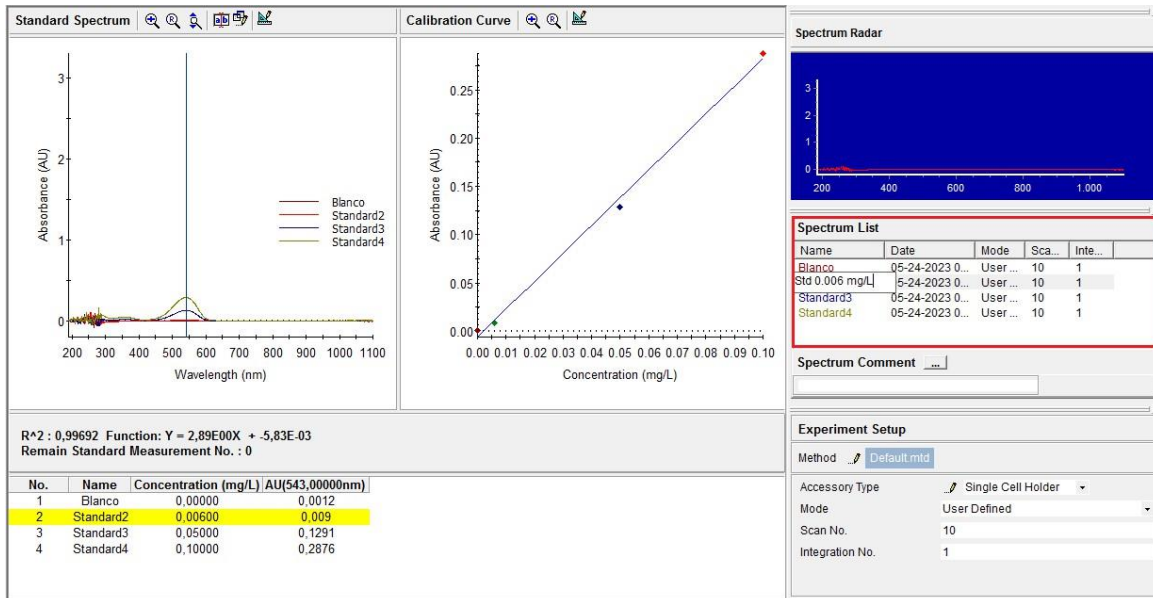 Standard Spectrum
3
2
1
0
Absorbance (AU)
Blanco
Standard2
Standard3
Standard4
200 300 400 500 600 700 800 900 1000 1100
Wavelength (nm)
Calibration Curve
0.25
0.20
0.15
0.10
0.05
0.00
Absorbance (AU)
0.00 0.01 0.02 0.03 0.04 0.05 0.06 0.07 0.08 0.09 0.10
Concentration (mg/L)
R^2 : 0,99692 Function: Y = 2,89E00X + -5,83E-03
Remain Standard Measurement No. : 0
No. Name Concentration (mg/L) AU(543,00000nm)
1 Blanco 0,00000 0,0012
2 Standard2 0,00600 0,009
3 Standard3 0,05000 0,1291
4 Standard4 0,10000 0,2876
Spectrum Radar
3
2
1
0
200 400 600 800 1.000
Spectrum List
Name Date Mode Sca... Inte...
Blanco 05-24-2023 0... User ... 10 1
Std 0.006 mg/L 5-24-2023 0... User ... 10 1
Standard3 05-24-2023 0... User ... 10 1
Standard4 05-24-2023 0... User ... 10 1
Spectrum Comment ...
Experiment Setup
Method Default.mtd
Accessory Type Single Cell Holder
Mode User Defined
Scan No. 10
Integration No. 1